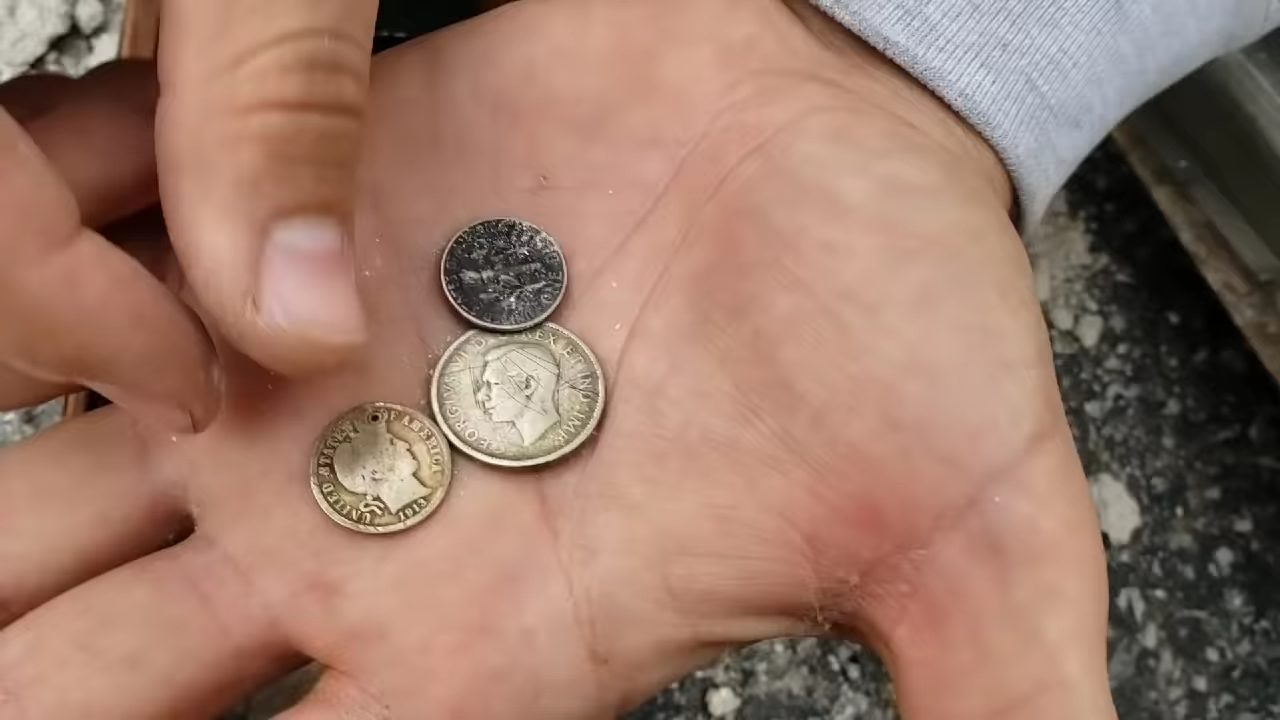 GEORGIVS VI D REX ET IND: IMP:
UNITED STATES OF AMERICA
1913